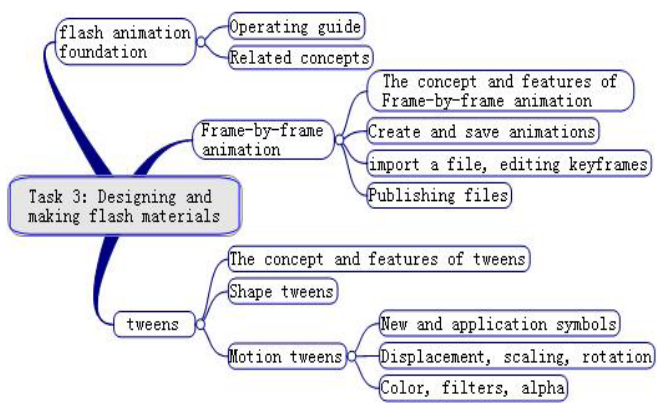 flash animation
foundation
Operating guide
Related concepts
Frame-by-frame
animation
The concept and features of
Frame-by-frame animation
Create and save animations
import a file, editing keyframes
Publishing files
Task 3: Designing and
making flash materials
tweens
The concept and features of tweens
Shape tweens
Motion tweens
New and application symbols
Displacement, scaling, rotation
Color, filters, alpha